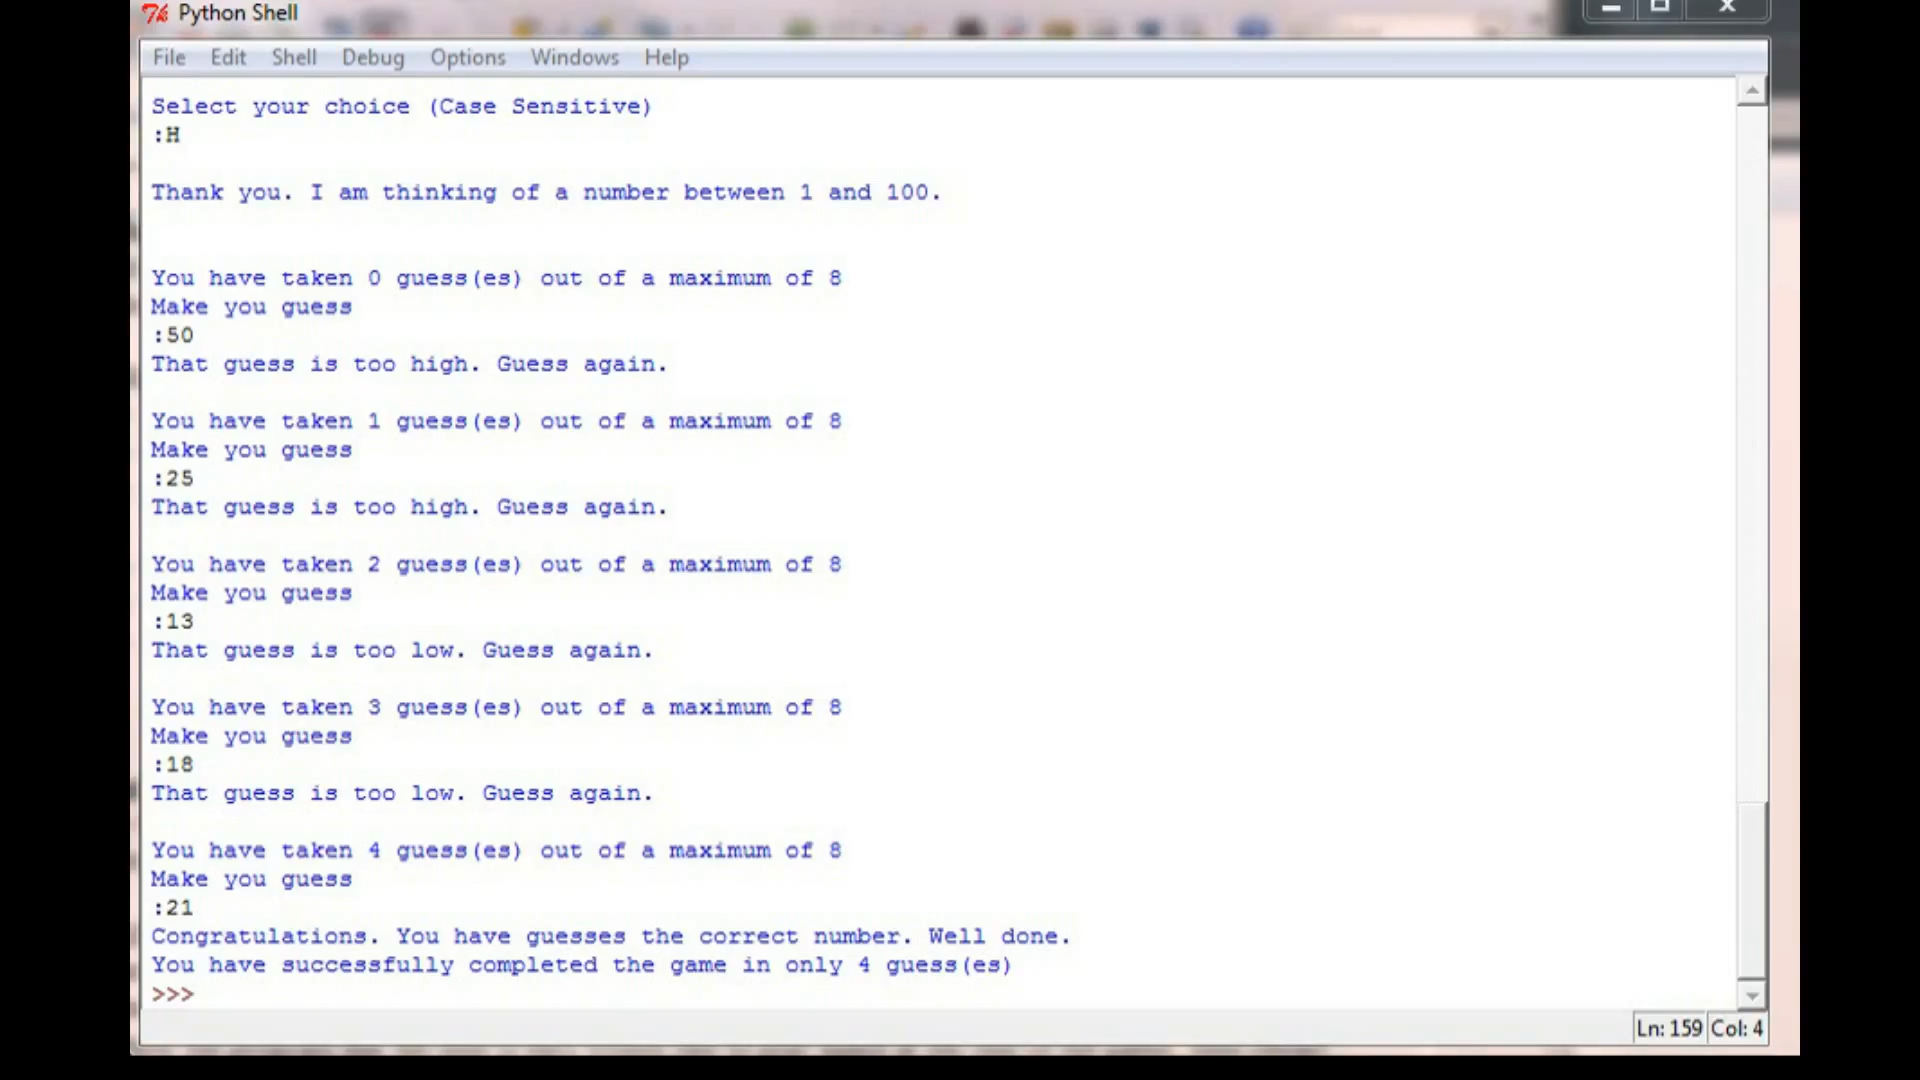 Python Shell
File Edit Shell Debug Options Windows Help
Select your choice (Case Sensitive)
:H
Thank you. I am thinking of a number between 1 and 100.
You have taken 0 guess(es) out of a maximum of 8
Make you guess
:50
That guess is too high. Guess again.
You have taken 1 guess(es) out of a maximum of 8
Make you guess
:25
That guess is too high. Guess again.
You have taken 2 guess(es) out of a maximum of 8
Make you guess
:13
That guess is too low. Guess again.
You have taken 3 guess(es) out of a maximum of 8
Make you guess
:18
That guess is too low. Guess again.
You have taken 4 guess(es) out of a maximum of 8
Make you guess
:21
Congratulations. You have guesses the correct number. Well done.
You have successfully completed the game in only 4 guess(es)
>>>
Ln: 159 Col: 4